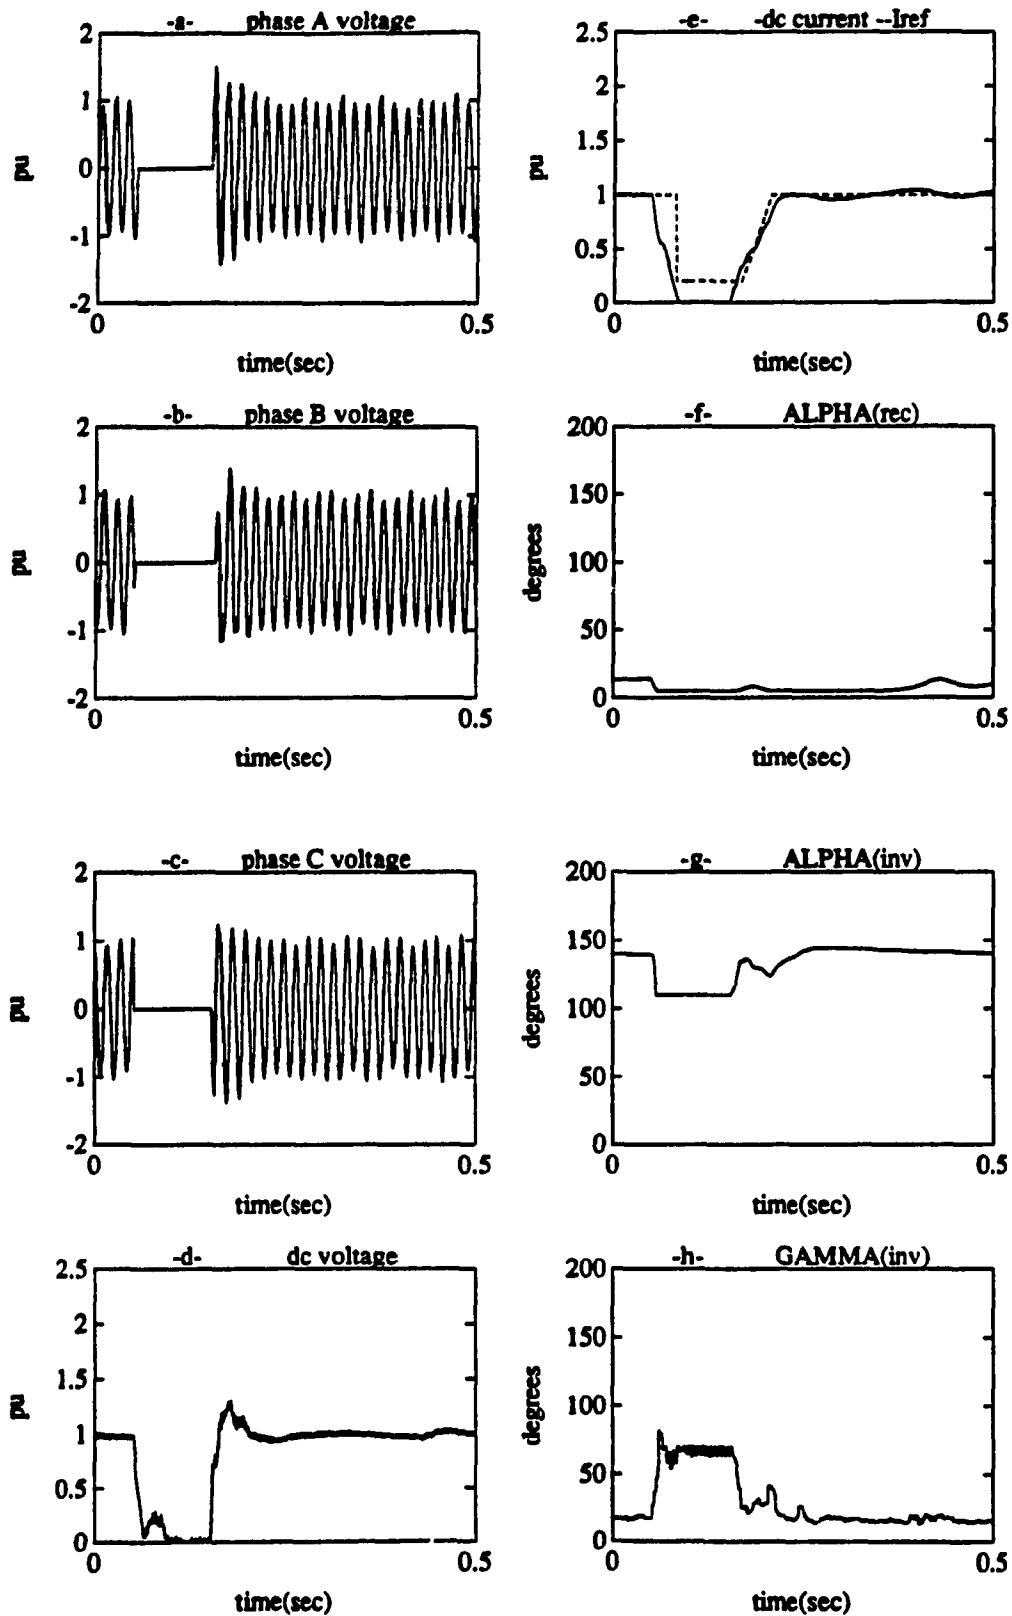 -a- phase A voltage
2
1
0
-1
-2
pu
0 0.5
time(sec)
-e- -dc current --Iref
2.5
2
1.5
1
0.5
0
pu
0 0.5
time(sec)
-b- phase B voltage
2
1
0
-1
-2
pu
0 0.5
time(sec)
-f- ALPHA(rec)
200
150
100
50
0
degrees
0 0.5
time(sec)
-c- phase C voltage
2
1
0
-1
-2
pu
0 0.5
time(sec)
-g- ALPHA(inv)
200
150
100
50
0
degrees
0 0.5
time(sec)
-d- dc voltage
2.5
2
1.5
1
0.5
0
pu
0 0.5
time(sec)
-h- GAMMA(inv)
200
150
100
50
0
degrees
0 0.5
time(sec)